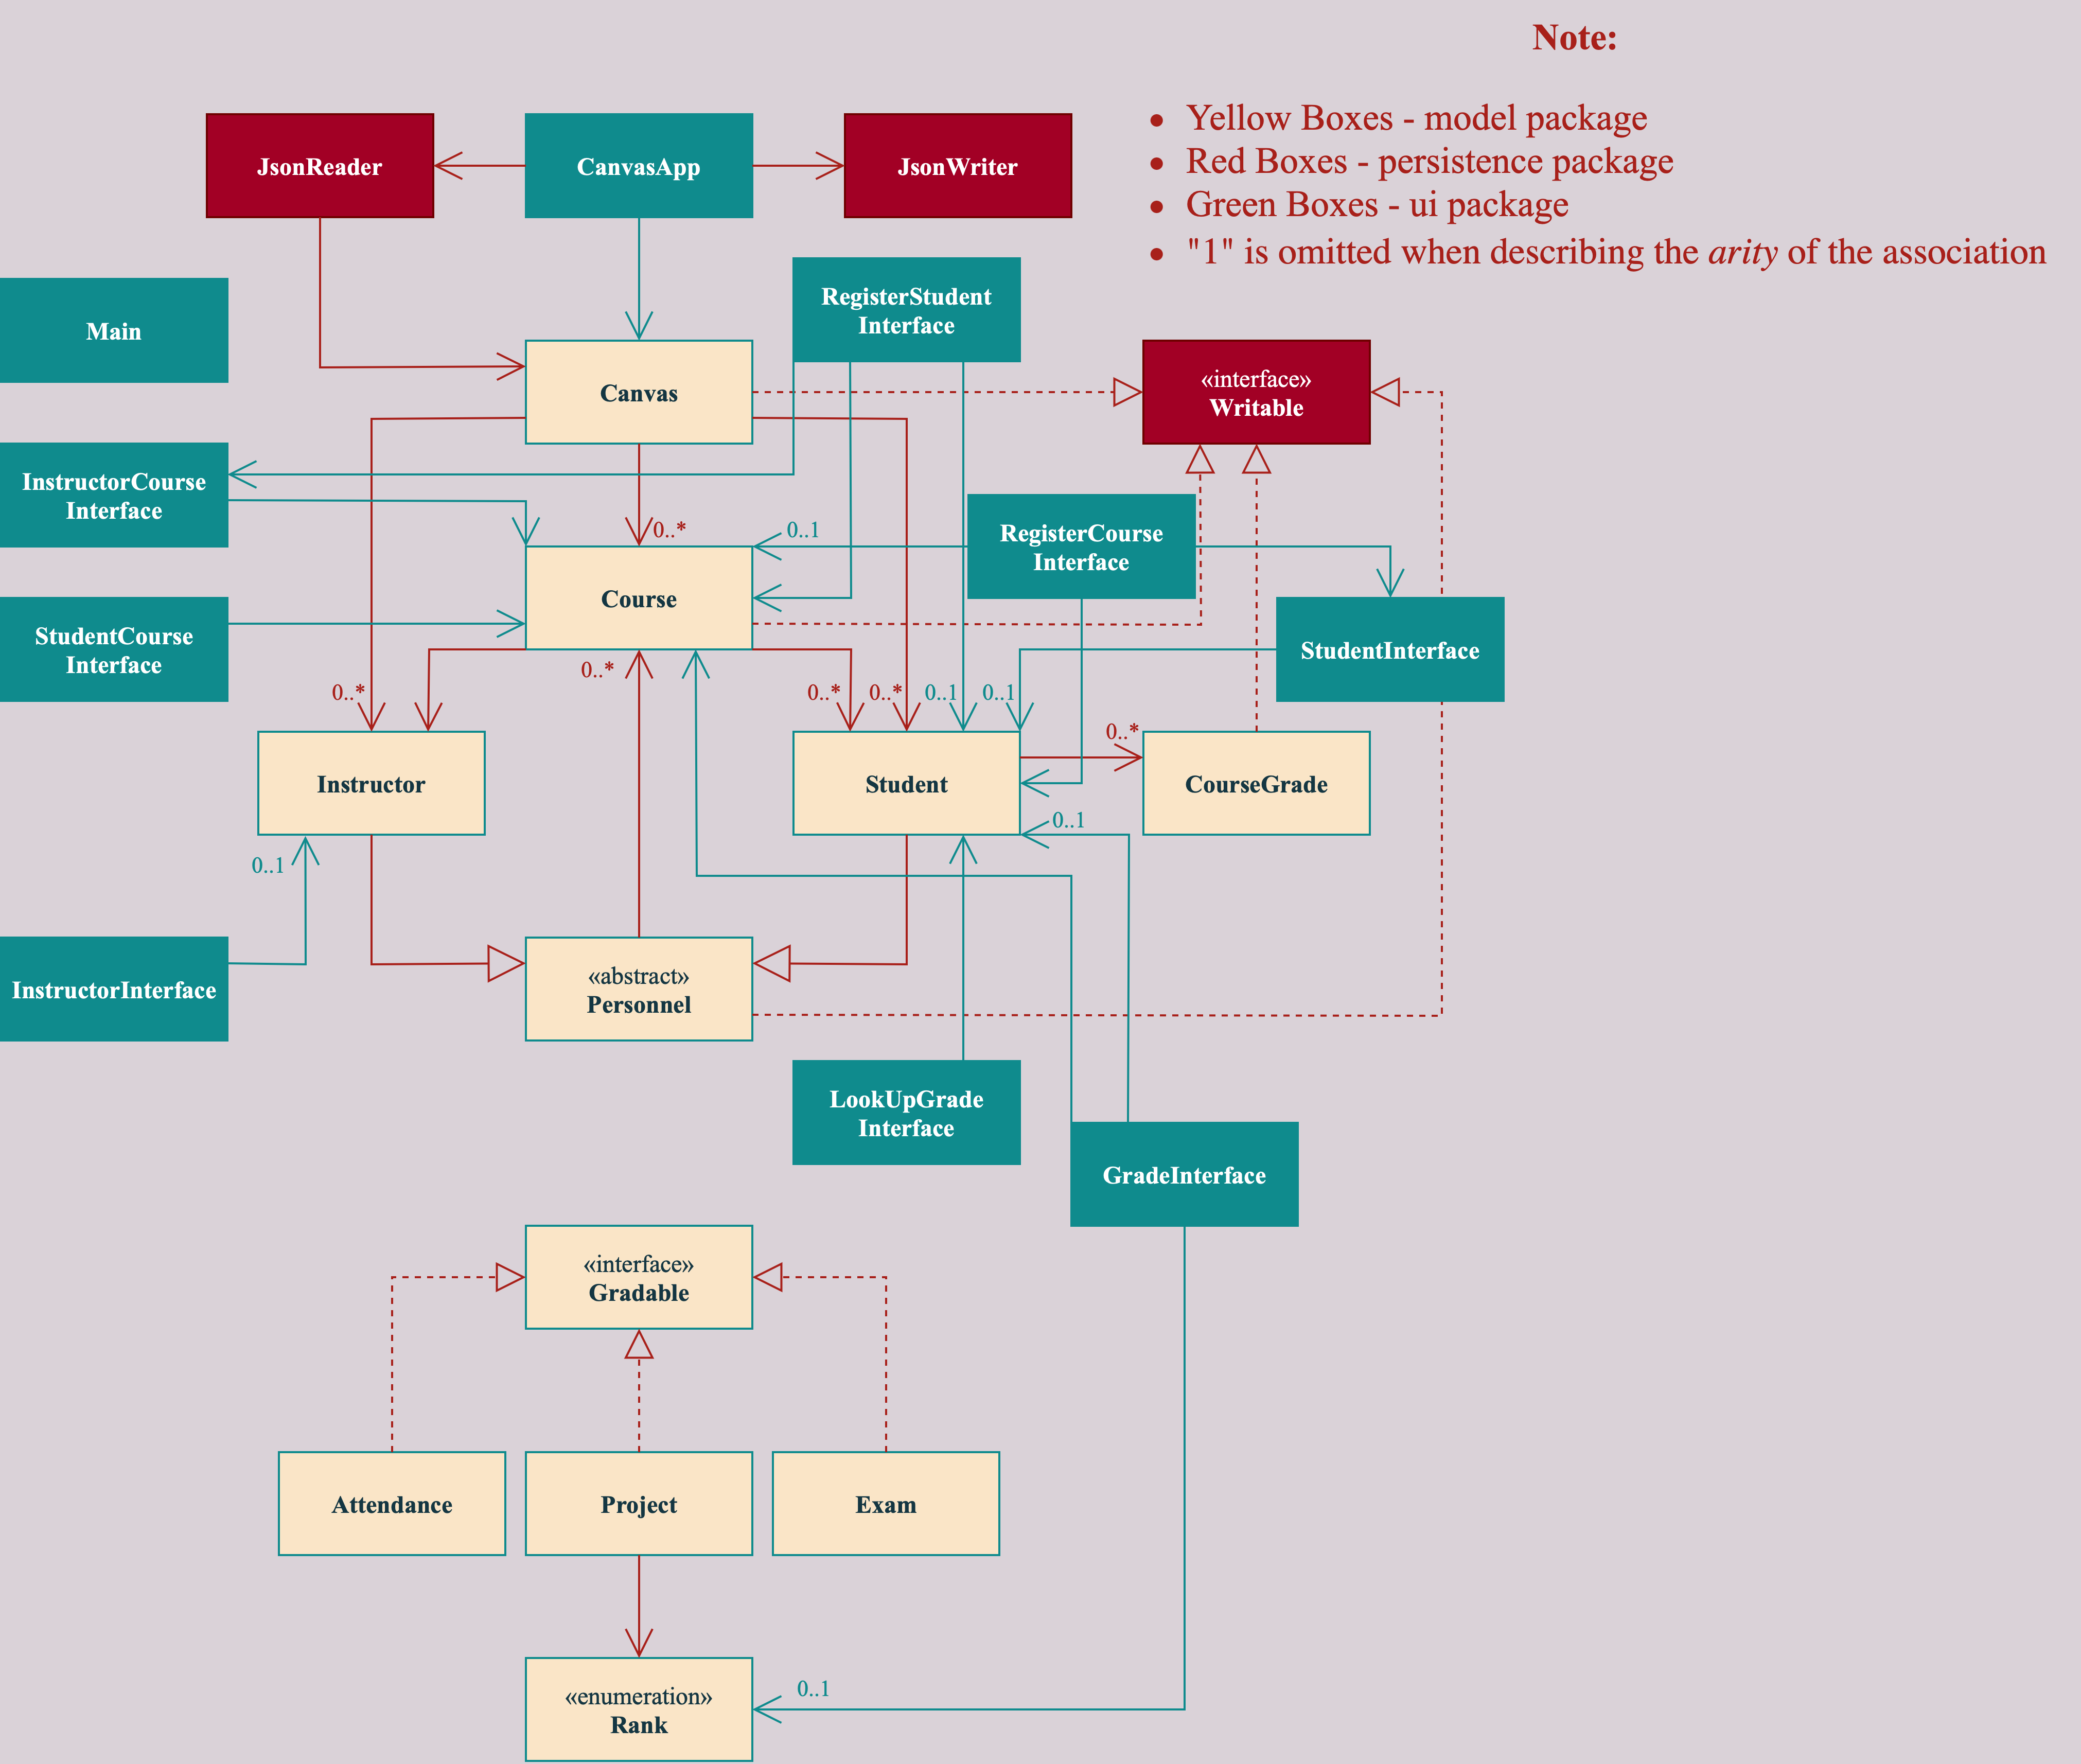 Note:
• Yellow Boxes - model package
• Red Boxes - persistence package
• Green Boxes - ui package
• "1" is omitted when describing the arity of the association
JsonReader
CanvasApp
JsonWriter
RegisterStudent
Interface
Main
Canvas
«interface»
Writable
InstructorCourse
Interface
0..*
0..1
RegisterCourse
Interface
Course
StudentCourse
Interface
StudentInterface
0..*
0..*
0..*
0..*
0..1
0..1
0..*
Instructor
Student
CourseGrade
0..1
0..1
InstructorInterface
«abstract»
Personnel
LookUpGrade
Interface
GradeInterface
«interface»
Gradable
Attendance
Project
Exam
0..1
«enumeration»
Rank